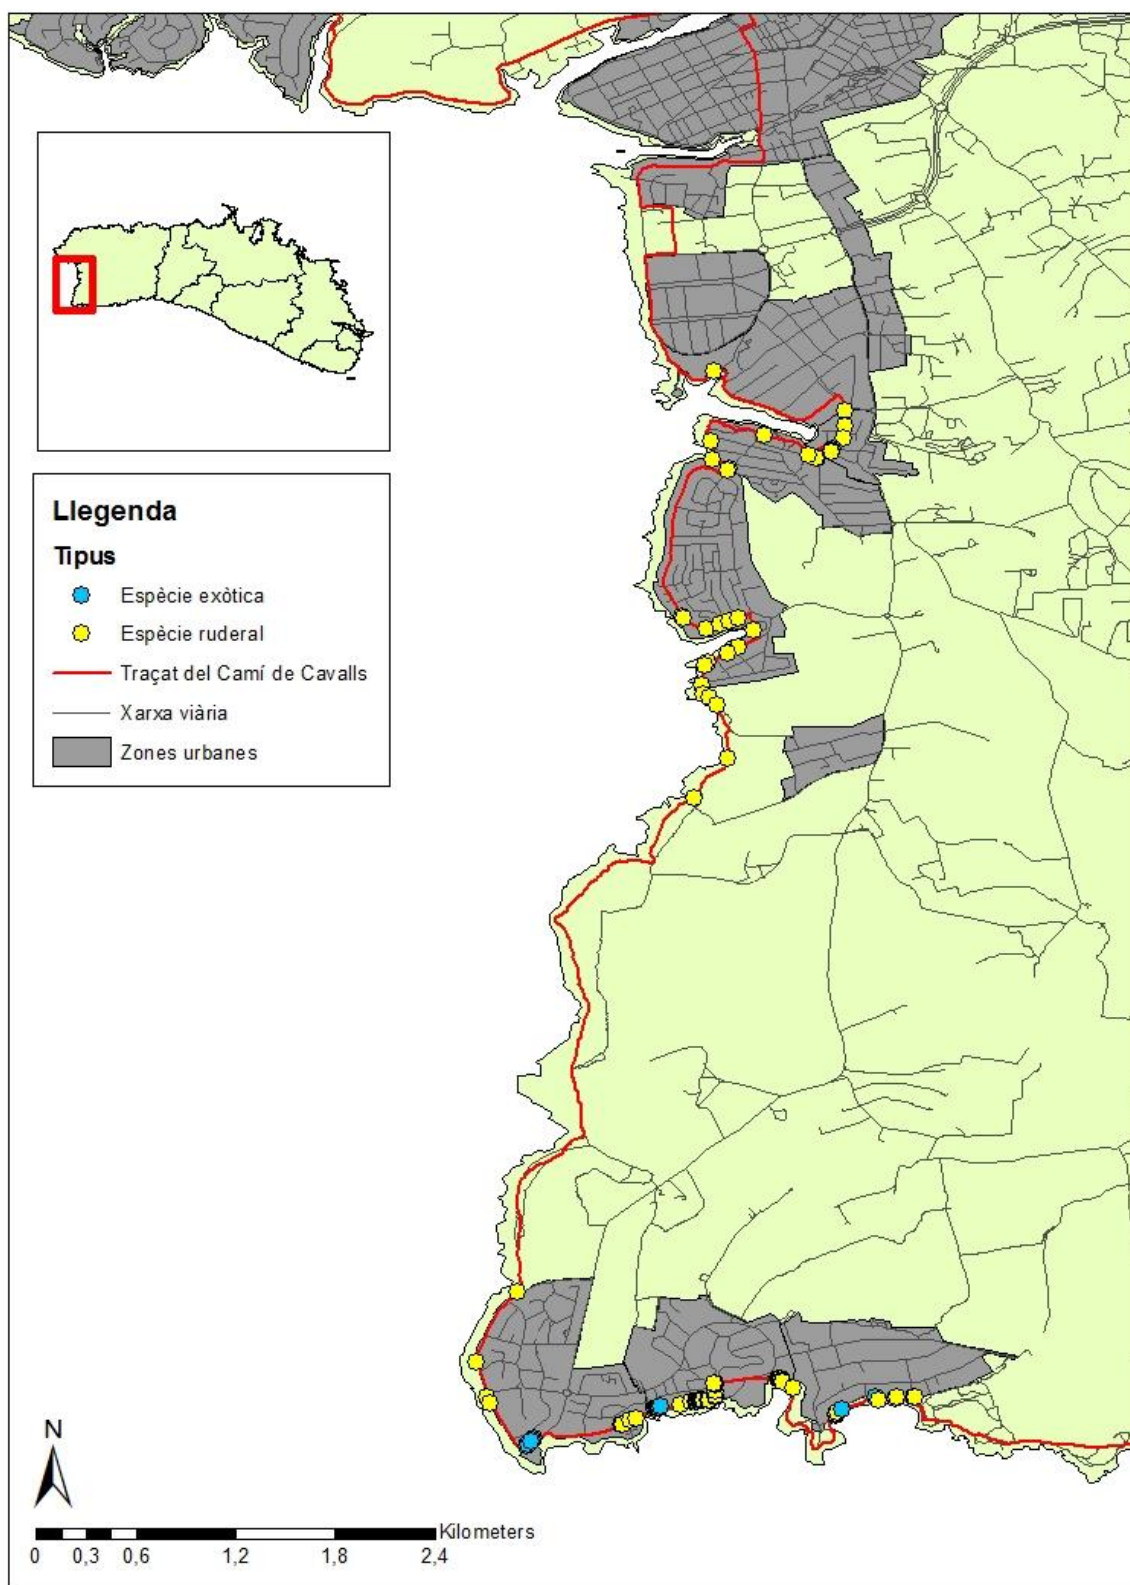 Llegenda
Tipus
Espècie exòtica
Espècie ruderal
Traçat del Camí de Cavalls
Xarxa viària
Zones urbanes
N
Kilometers
0 0,3 0,6 1,2 1,8 2,4